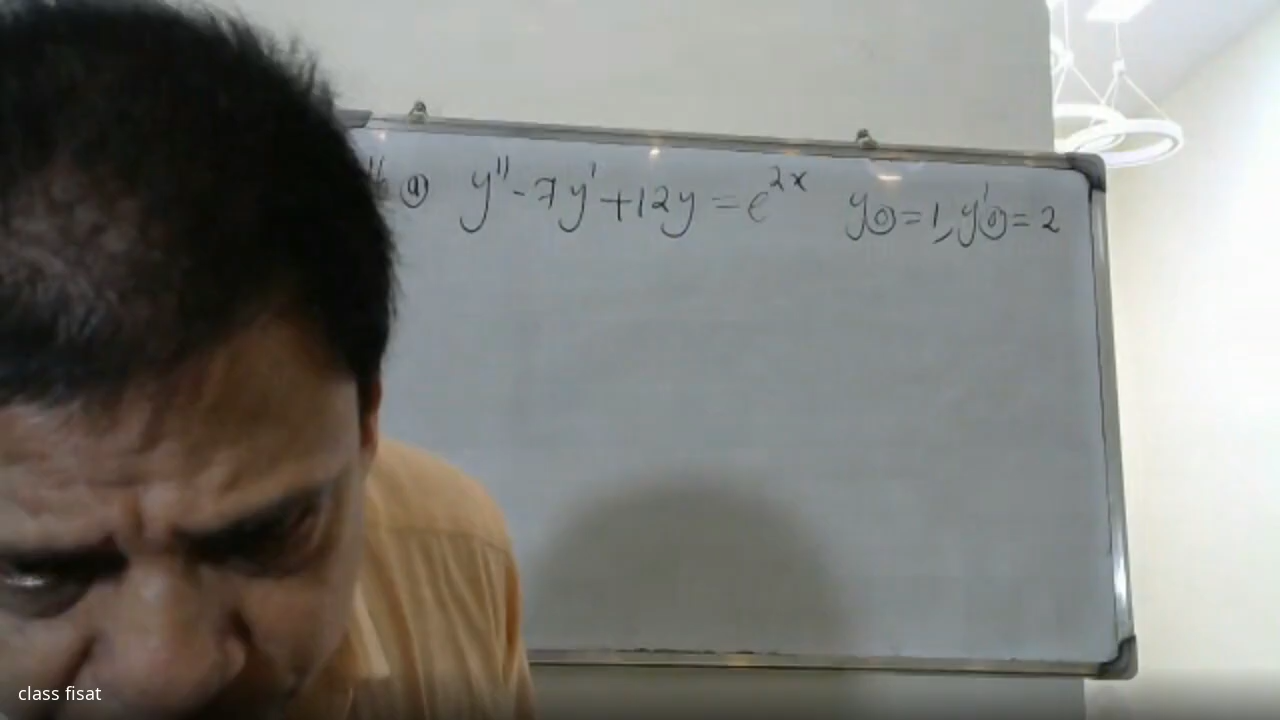 (a) y'' - 7y' + 12y = e^{2x} y(0) = 1, y'(0) = 2
class fisat